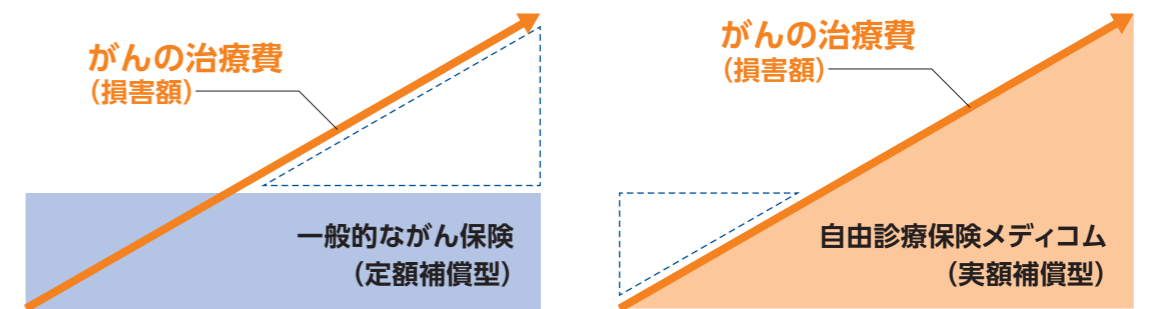 がんの治療費
（損害額）
一般的ながん保険
（定額補償型）
がんの治療費
（損害額）
自由診療保険メディコム
（実額補償型）